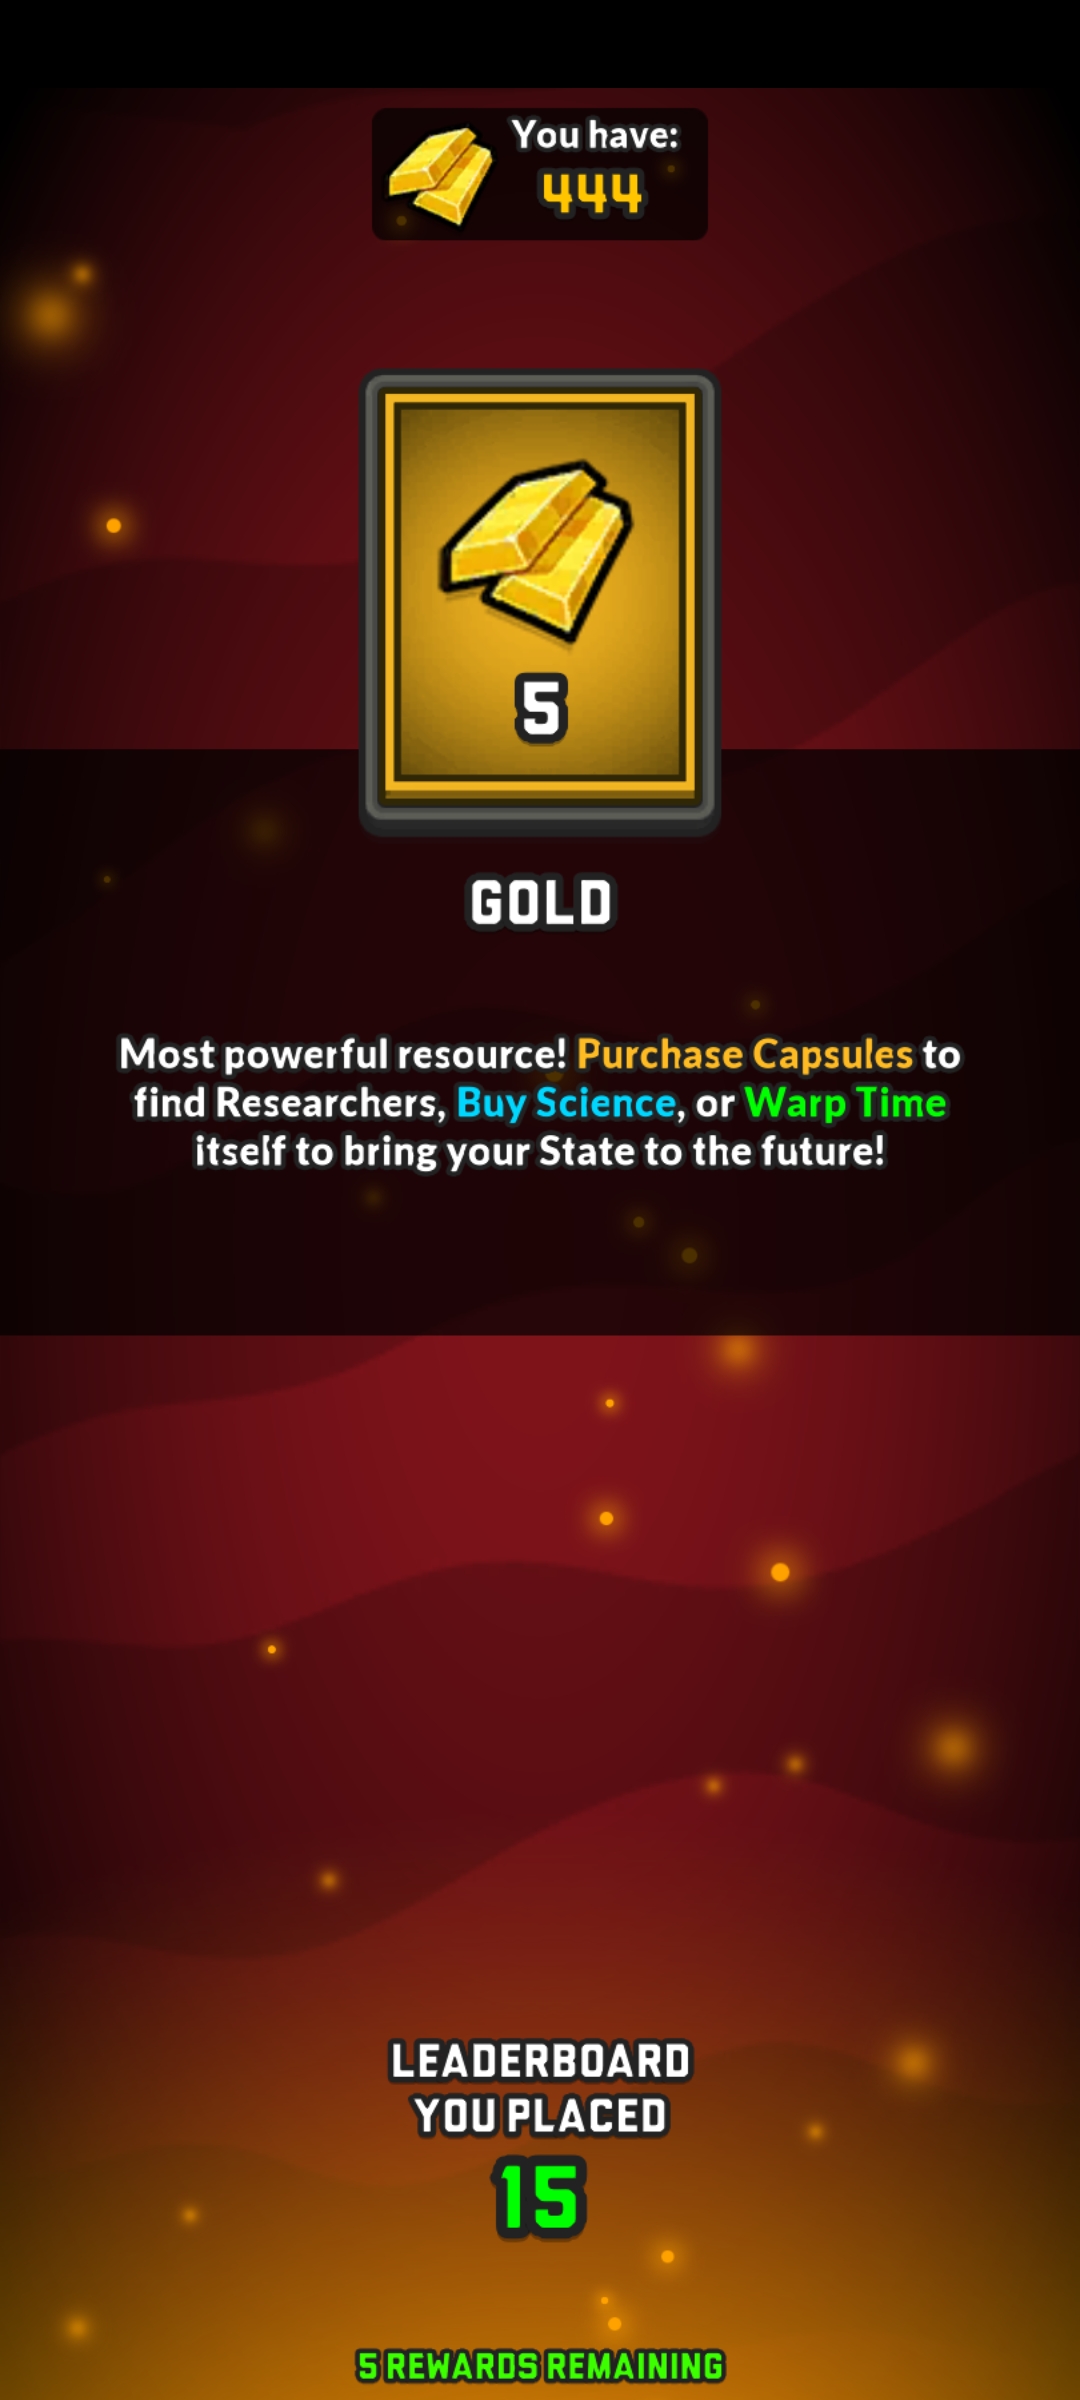 You have:
444
5
GOLD
Most powerful resource! Purchase Capsules to
find Researchers, Buy Science, or Warp Time
itself to bring your State to the future!
LEADERBOARD
YOU PLACED
15
5 REWARDS REMAINING